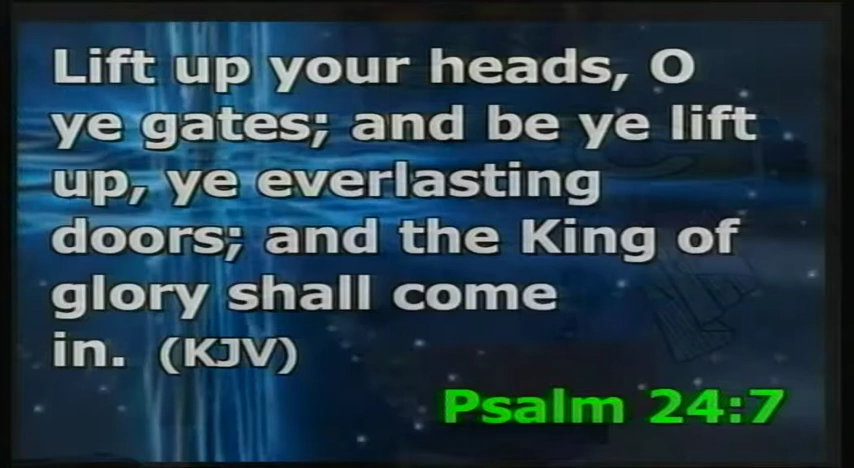 Lift up your heads, O
ye gates; and be ye lift
up, ye everlasting
doors; and the King of
glory shall come
in. (KJV)
Psalm 24:7